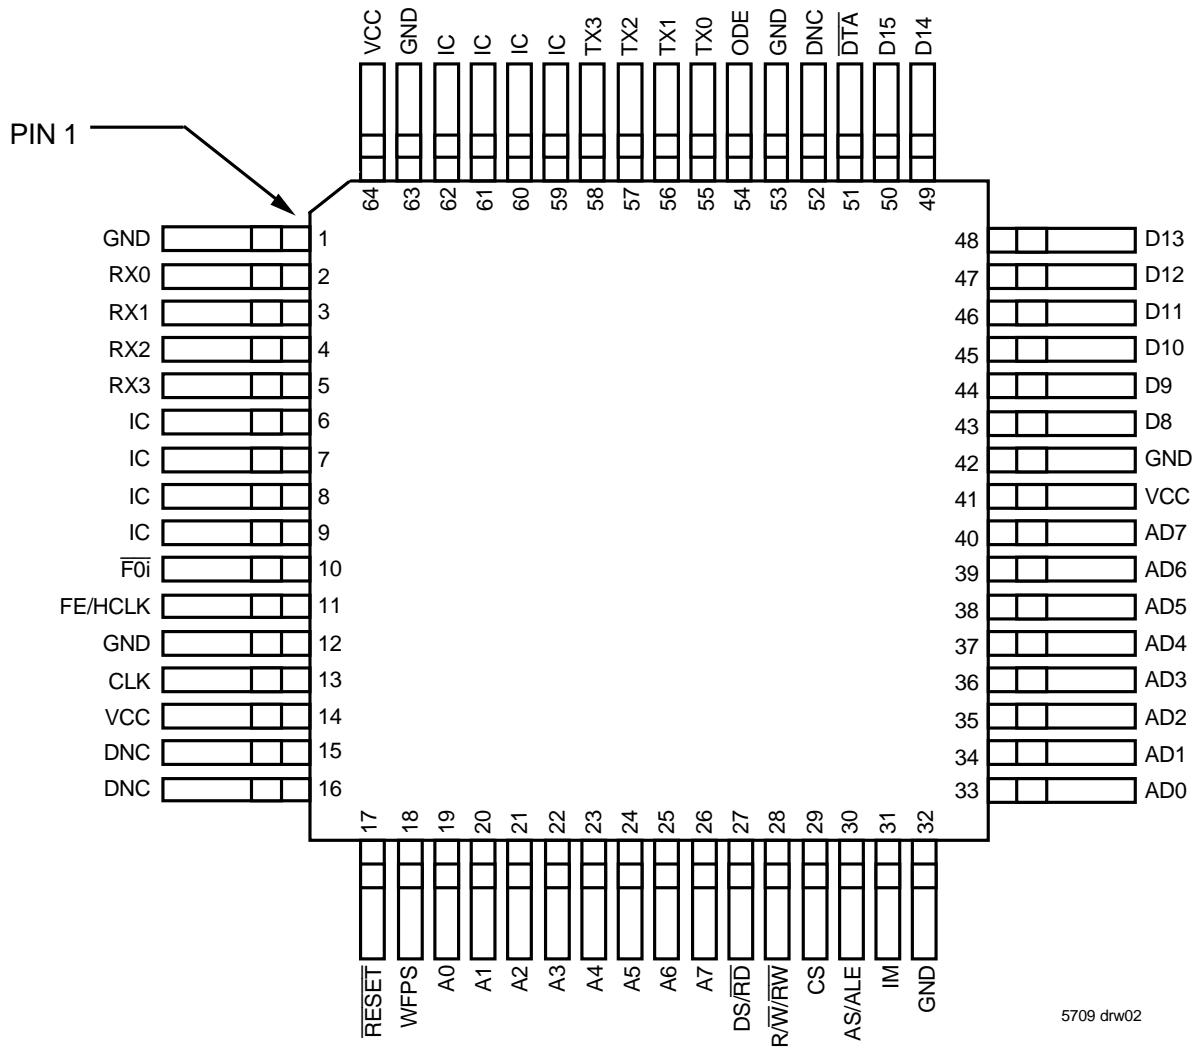 VCC GND IC IC IC IC TX3 TX2 TX1 TX0 ODE GND DNC D̅T̅A̅ D15 D14
PIN 1
64 63 62 61 60 59 58 57 56 55 54 53 52 51 50 49
GND 1 48 D13
RX0 2 47 D12
RX1 3 46 D11
RX2 4 45 D10
RX3 5 44 D9
IC 6 43 D8
IC 7 42 GND
IC 8 41 VCC
IC 9 40 AD7
F̅0̅i̅ 10 39 AD6
FE/HCLK 11 38 AD5
GND 12 37 AD4
CLK 13 36 AD3
VCC 14 35 AD2
DNC 15 34 AD1
DNC 16 33 AD0
17 18 19 20 21 22 23 24 25 26 27 28 29 30 31 32
R̅E̅S̅E̅T̅ WFPS A0 A1 A2 A3 A4 A5 A6 A7 DS/R̅D̅ R/W̅/R̅W̅ CS AS/ALE IM GND
5709 drw02